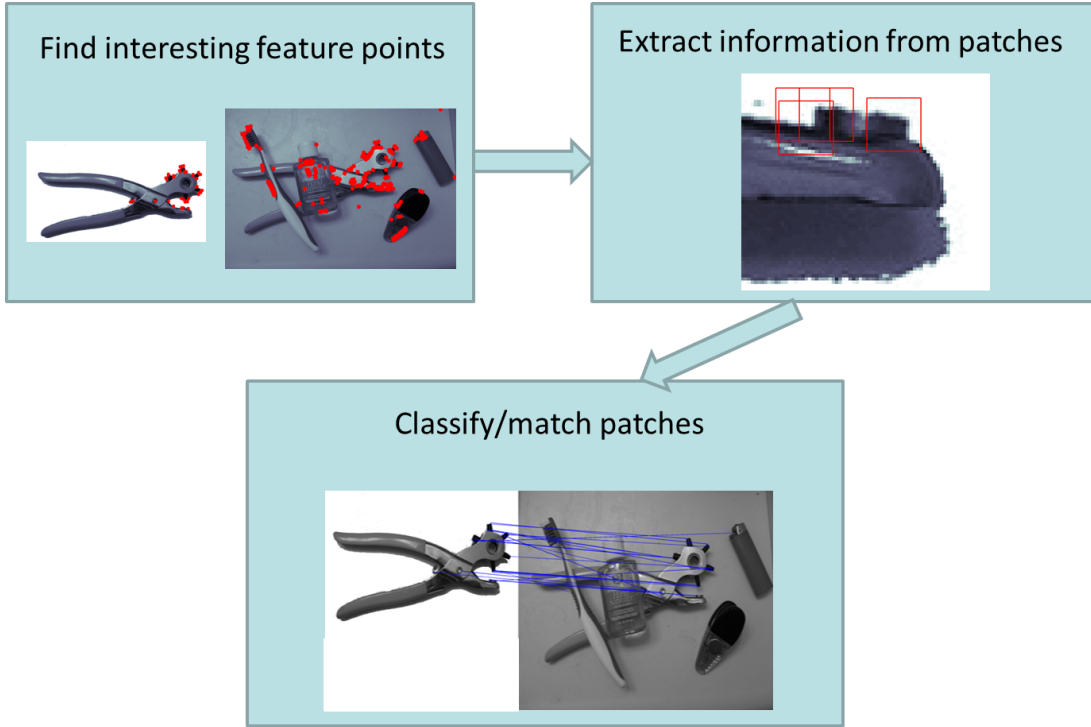 Find interesting feature points
Extract information from patches
Classify/match patches